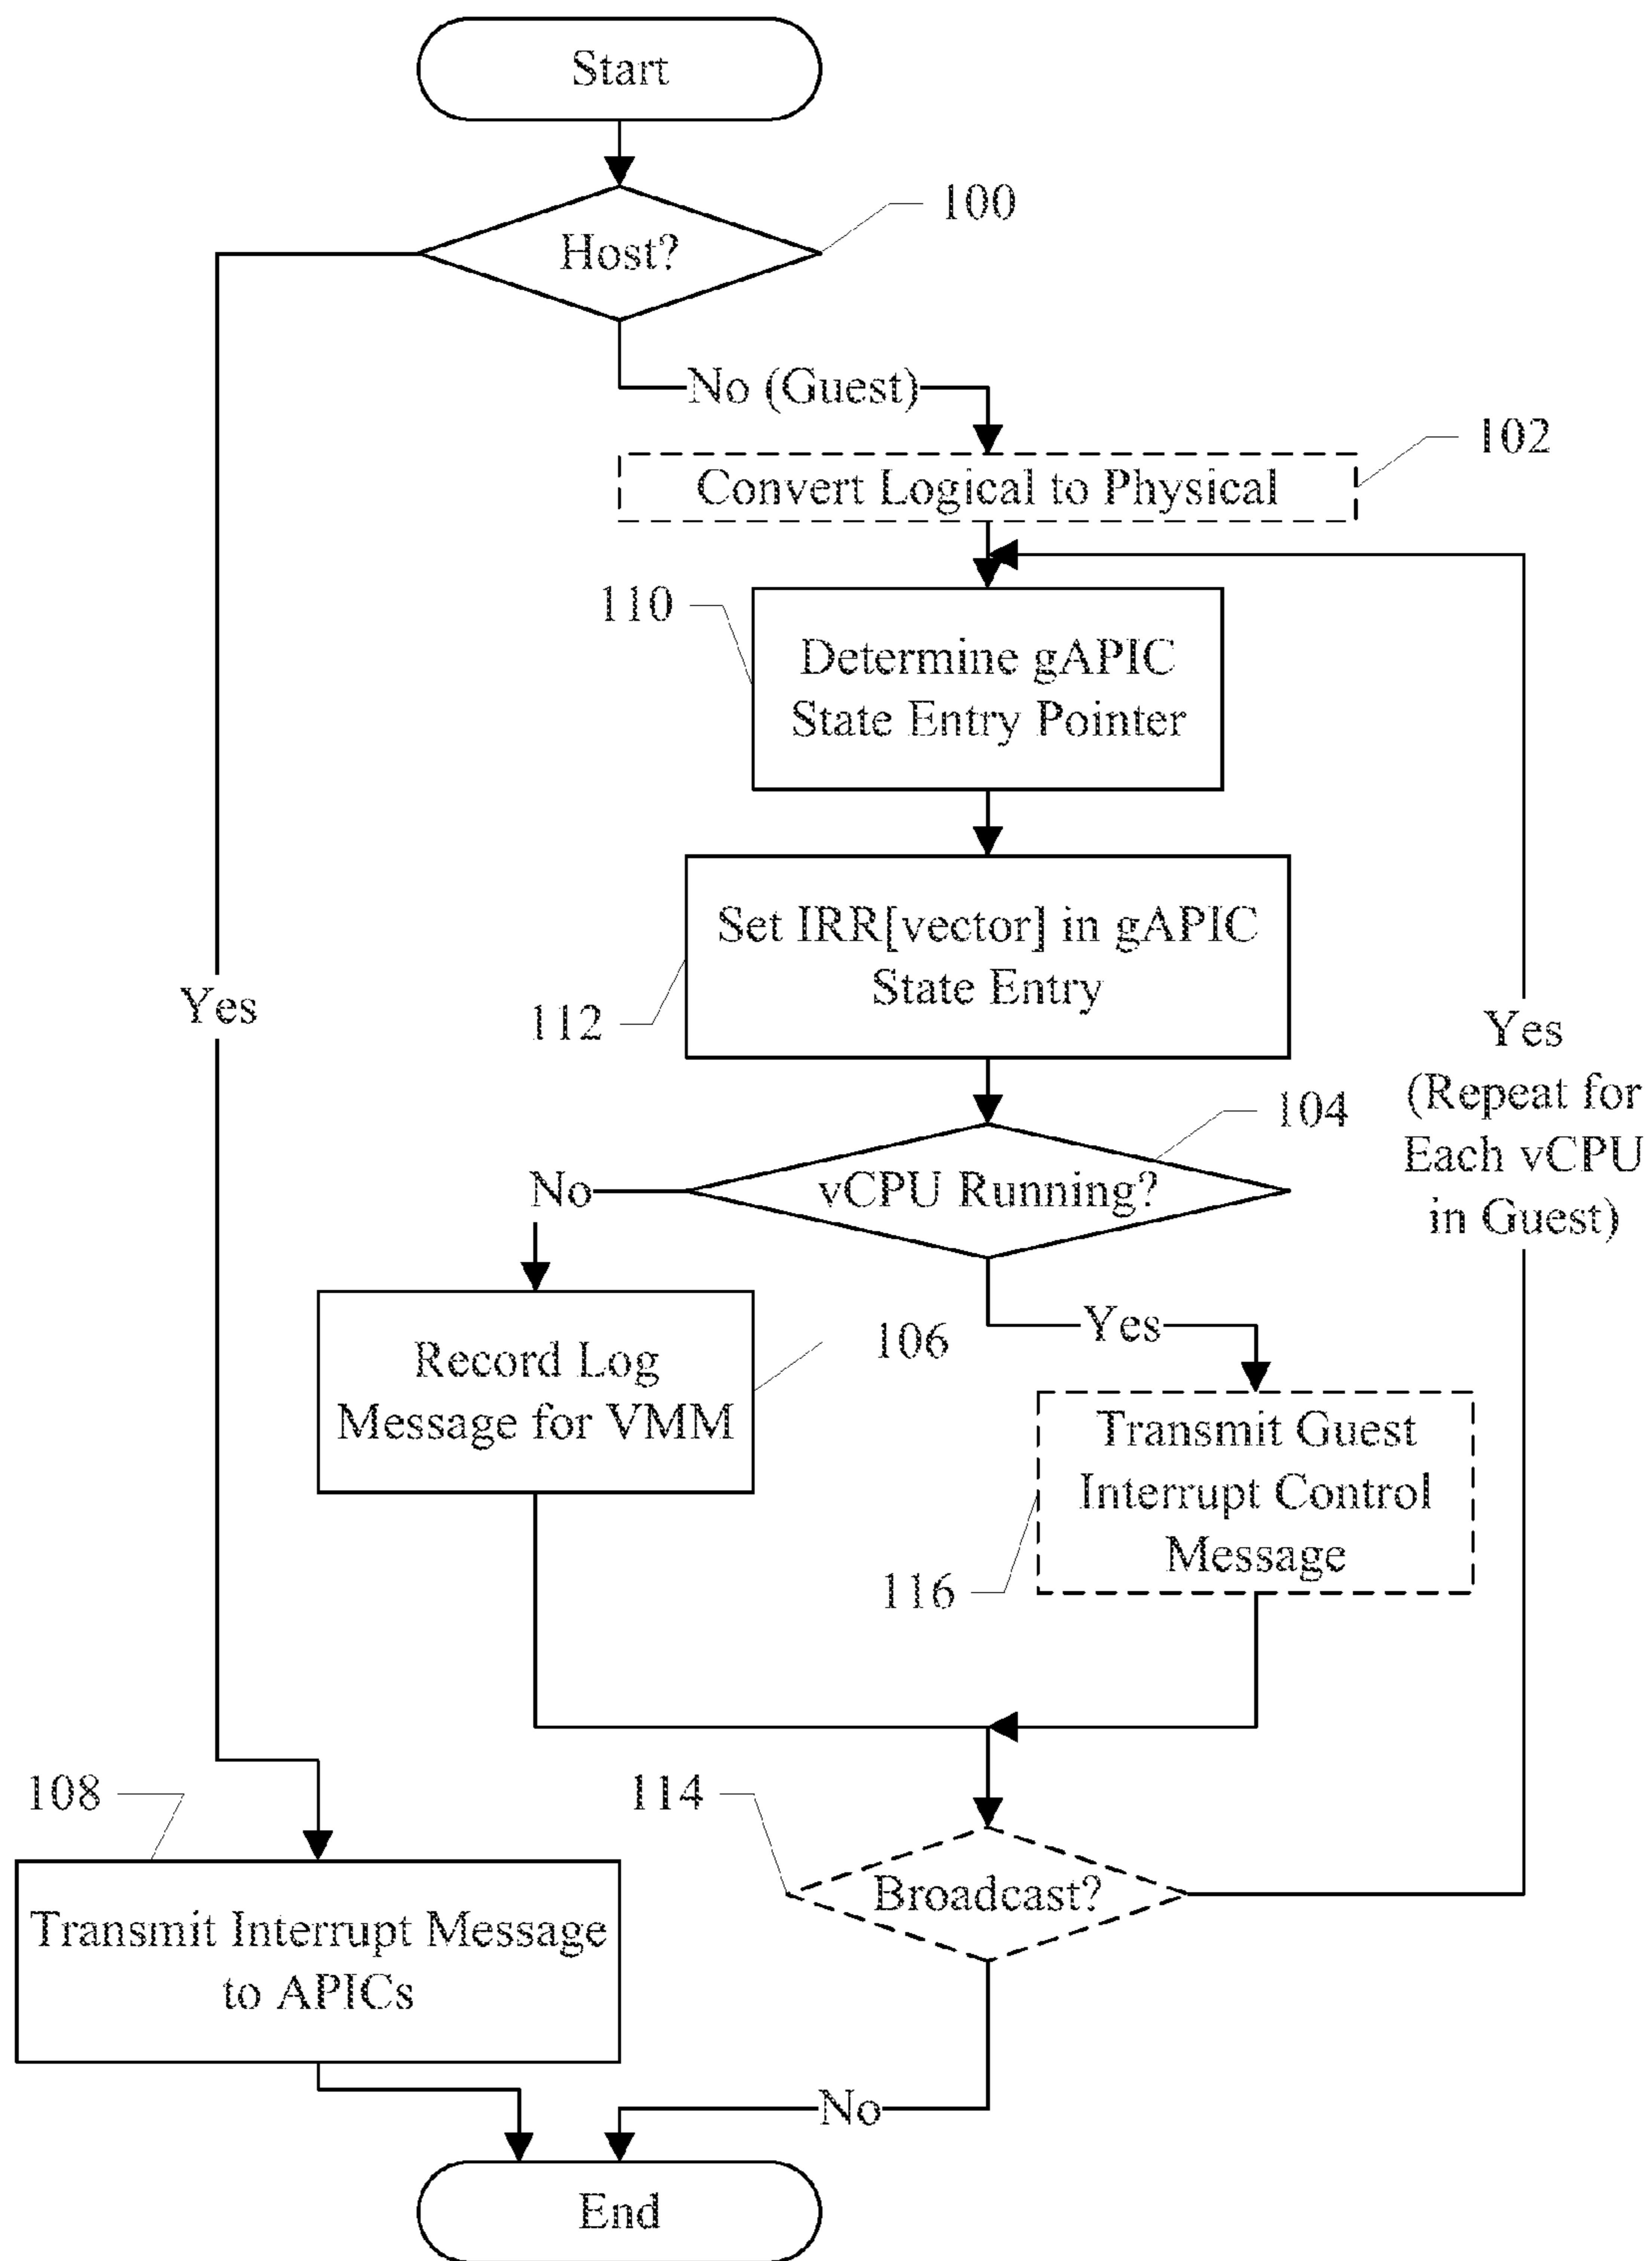 Start
100
Host?
No (Guest)
102
Convert Logical to Physical
110
Determine gAPIC
State Entry Pointer
Set IRR[vector] in gAPIC
State Entry
112
Yes
Yes
(Repeat for
Each vCPU
in Guest)
104
vCPU Running?
No
Yes
106
Record Log
Message for VMM
Transmit Guest
Interrupt Control
Message
116
108
114
Broadcast?
Transmit Interrupt Message
to APICs
No
End